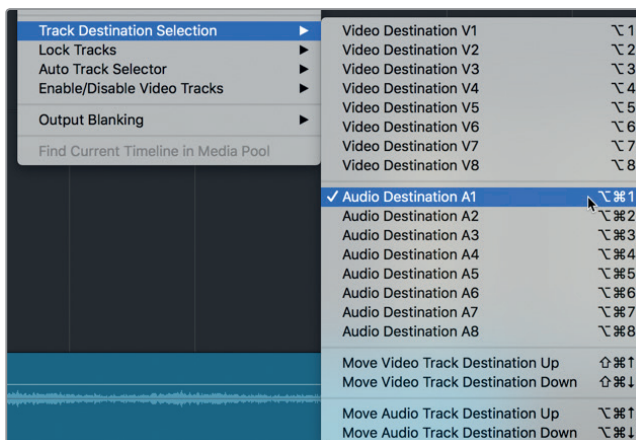 Track Destination Selection ▶
Lock Tracks ▶
Auto Track Selector ▶
Enable/Disable Video Tracks ▶
Output Blanking ▶
Find Current Timeline in Media Pool
Video Destination V1 ⌥1
Video Destination V2 ⌥2
Video Destination V3 ⌥3
Video Destination V4 ⌥4
Video Destination V5 ⌥5
Video Destination V6 ⌥6
Video Destination V7 ⌥7
Video Destination V8 ⌥8
✓ Audio Destination A1 ⌥⌘1
Audio Destination A2 ⌥⌘2
Audio Destination A3 ⌥⌘3
Audio Destination A4 ⌥⌘4
Audio Destination A5 ⌥⌘5
Audio Destination A6 ⌥⌘6
Audio Destination A7 ⌥⌘7
Audio Destination A8 ⌥⌘8
Move Video Track Destination Up ⇧⌘↑
Move Video Track Destination Down ⇧⌘↓
Move Audio Track Destination Up ⌥⌘↑
Move Audio Track Destination Down ⌥⌘↓